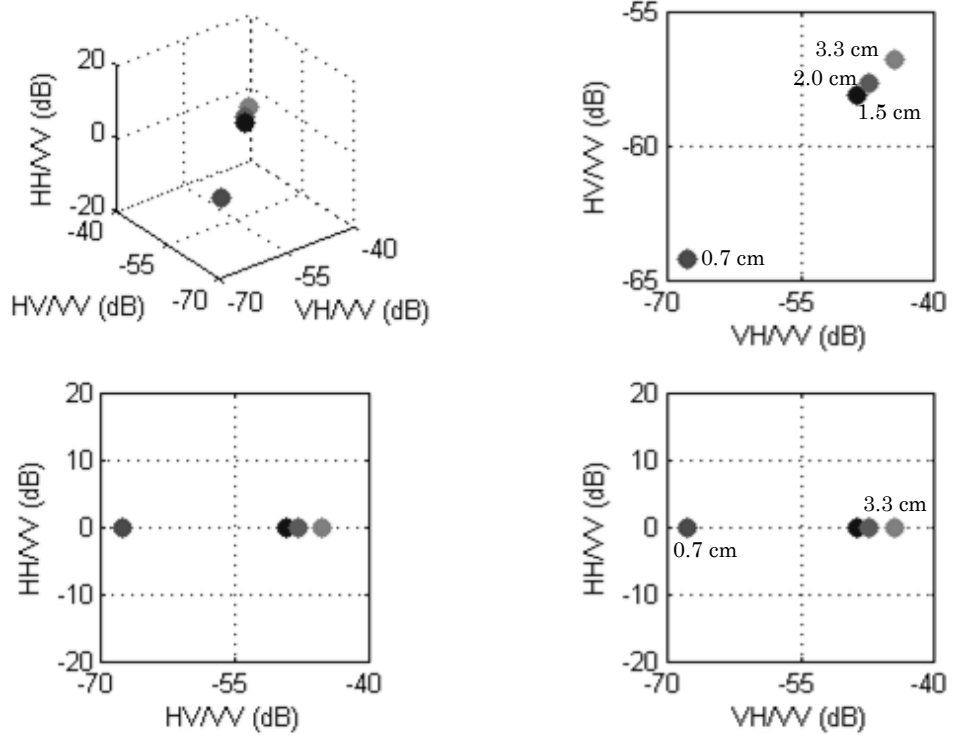 20
0
-20
-40
-55
-70
-70
-55
-40
HH/VV (dB)
HV/VV (dB)
VH/VV (dB)
-55
-60
-65
-70
-55
-40
HV/VV (dB)
VH/VV (dB)
3.3 cm
2.0 cm
1.5 cm
0.7 cm
20
10
0
-10
-20
-70
-55
-40
HH/VV (dB)
HV/VV (dB)
20
10
0
-10
-20
-70
-55
-40
HH/VV (dB)
VH/VV (dB)
3.3 cm
0.7 cm